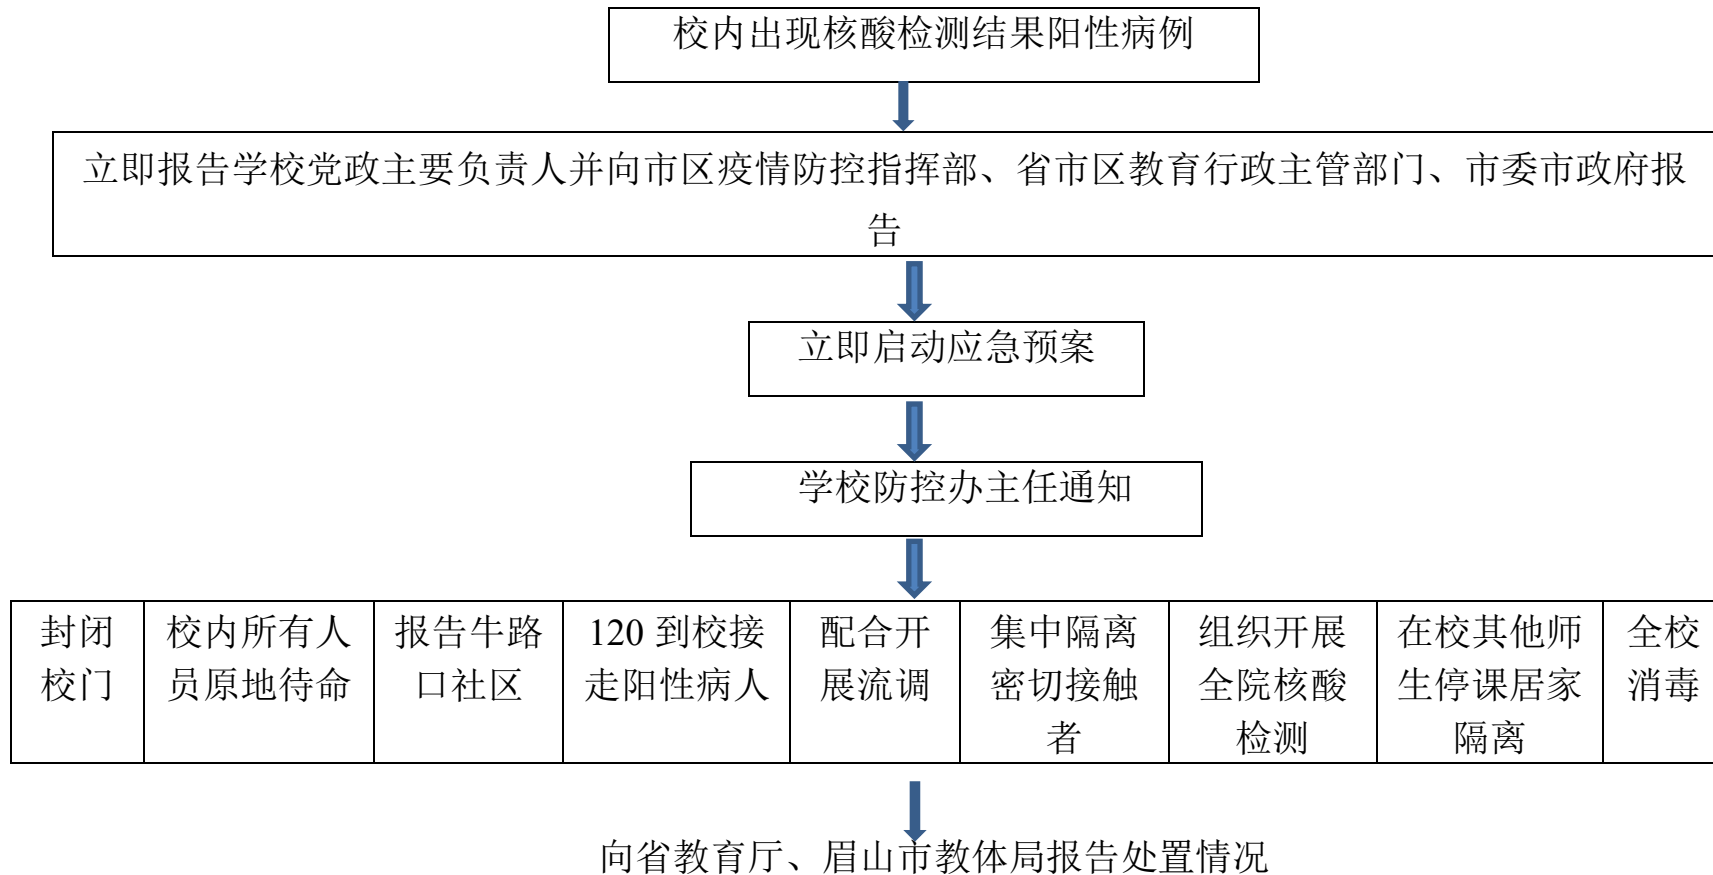 校内出现核酸检测结果阳性病例
立即报告学校党政主要负责人并向市区疫情防控指挥部、省市区教育行政主管部门、市委市政府报
告
立即启动应急预案
学校防控办主任通知
封闭
校门
校内所有人
员原地待命
报告牛路
口社区
120 到校接
走阳性病人
配合开
展流调
集中隔离
密切接触
者
组织开展
全院核酸
检测
在校其他师
生停课居家
隔离
全校
消毒
向省教育厅、眉山市教体局报告处置情况